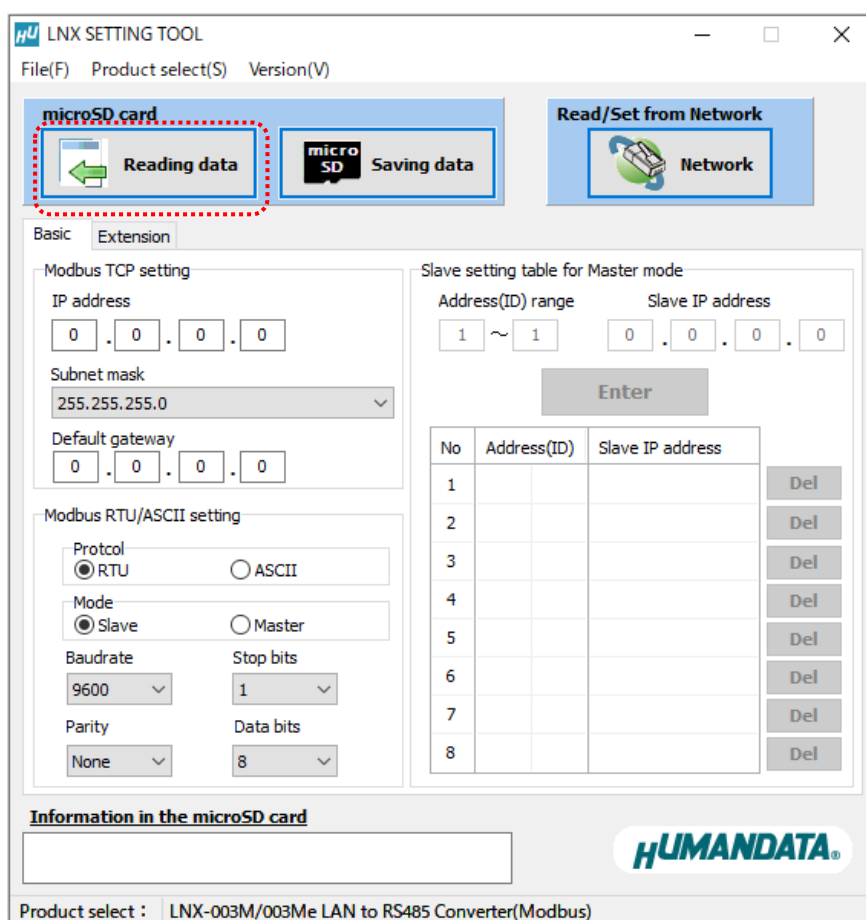 HU LNX SETTING TOOL
File(F) Product select(S) Version(V)
microSD card
Reading data
micro
SD
Saving data
Read/Set from Network
Network
Basic Extension
Modbus TCP setting
IP address
0 . 0 . 0 . 0
Subnet mask
255.255.255.0
Default gateway
0 . 0 . 0 . 0
Modbus RTU/ASCII setting
Protcol
RTU ASCII
Mode
Slave Master
Baudrate Stop bits
9600 1
Parity Data bits
None 8
Slave setting table for Master mode
Address(ID) range Slave IP address
1 ~ 1 0 . 0 . 0 . 0
Enter
No Address(ID) Slave IP address
1 Del
2 Del
3 Del
4 Del
5 Del
6 Del
7 Del
8 Del
Information in the microSD card
HUMANDATA®
Product select : LNX-003M/003Me LAN to RS485 Converter(Modbus)